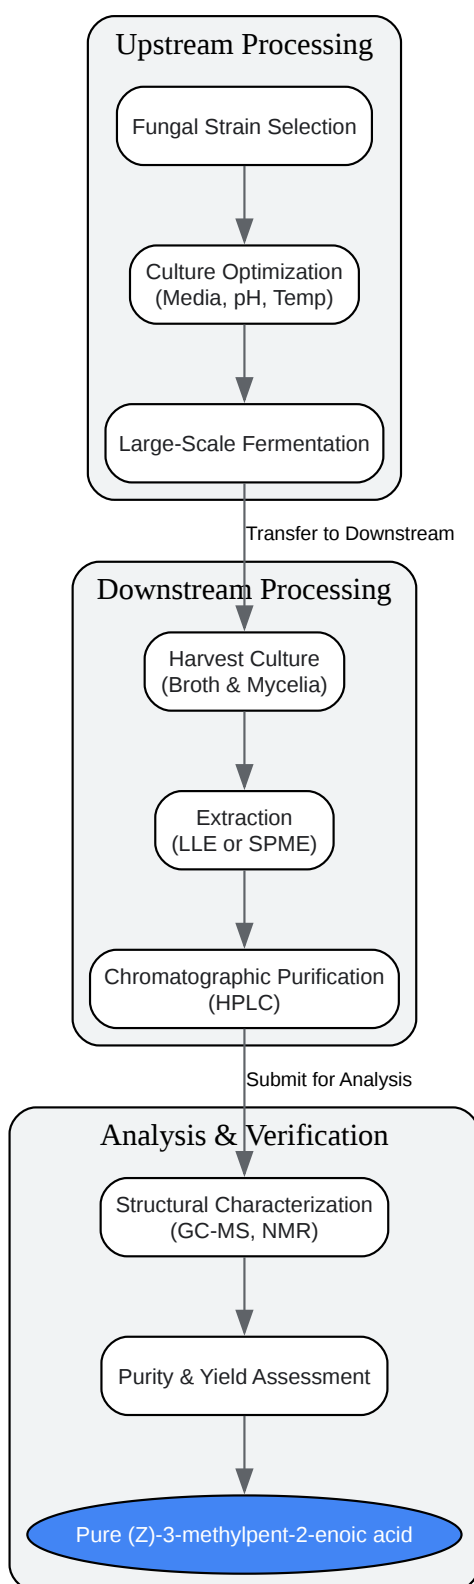 Upstream Processing
Fungal Strain Selection
Culture Optimization
(Media, pH, Temp)
Large-Scale Fermentation
Transfer to Downstream
Downstream Processing
Harvest Culture
(Broth & Mycelia)
Extraction
(LLE or SPME)
Chromatographic Purification
(HPLC)
Submit for Analysis
Analysis & Verification
Structural Characterization
(GC-MS, NMR)
Purity & Yield Assessment
Pure (Z)-3-methylpent-2-enoic acid